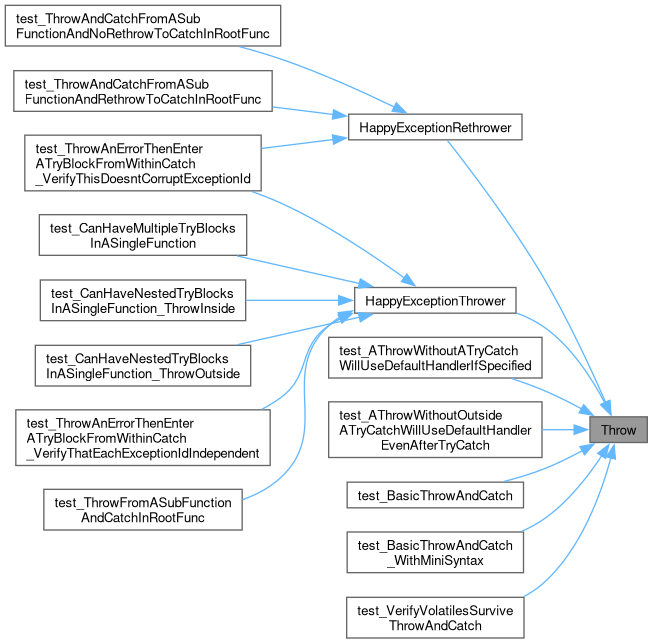 test_ThrowAndCatchFromASub
FunctionAndNoRethrowToCatchInRootFunc
test_ThrowAndCatchFromASub
FunctionAndRethrowToCatchInRootFunc
HappyExceptionRethrower
test_ThrowAnErrorThenEnter
ATryBlockFromWithinCatch
_VerifyThisDoesntCorruptExceptionId
test_CanHaveMultipleTryBlocks
InASingleFunction
test_CanHaveNestedTryBlocks
InASingleFunction_ThrowInside
HappyExceptionThrower
test_CanHaveNestedTryBlocks
InASingleFunction_ThrowOutside
test_AThrowWithoutATryCatch
WillUseDefaultHandlerIfSpecified
test_ThrowAnErrorThenEnter
ATryBlockFromWithinCatch
_VerifyThatEachExceptionIdIndependent
test_AThrowWithoutOutside
ATryCatchWillUseDefaultHandler
EvenAfterTryCatch
Throw
test_ThrowFromASubFunction
AndCatchInRootFunc
test_BasicThrowAndCatch
test_BasicThrowAndCatch
_WithMiniSyntax
test_VerifyVolatilesSurvive
ThrowAndCatch